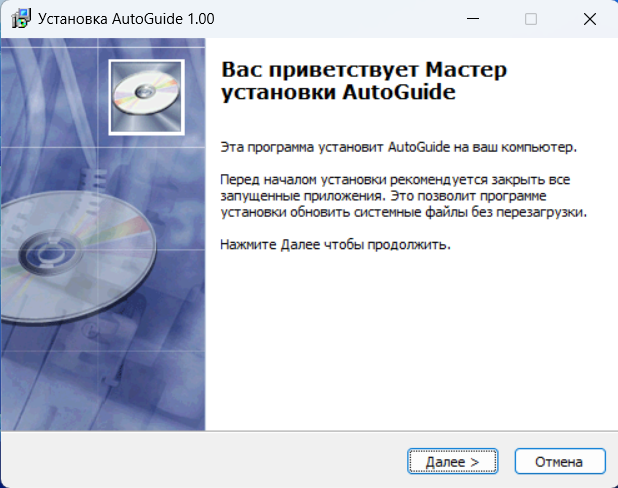 Установка AutoGuide 1.00
Вас приветствует Мастер
установки AutoGuide
Эта программа установит AutoGuide на ваш компьютер.
Перед началом установки рекомендуется закрыть все
запущенные приложения. Это позволит программе
установки обновить системные файлы без перезагрузки.
Нажмите Далее чтобы продолжить.
Далее >
Отмена